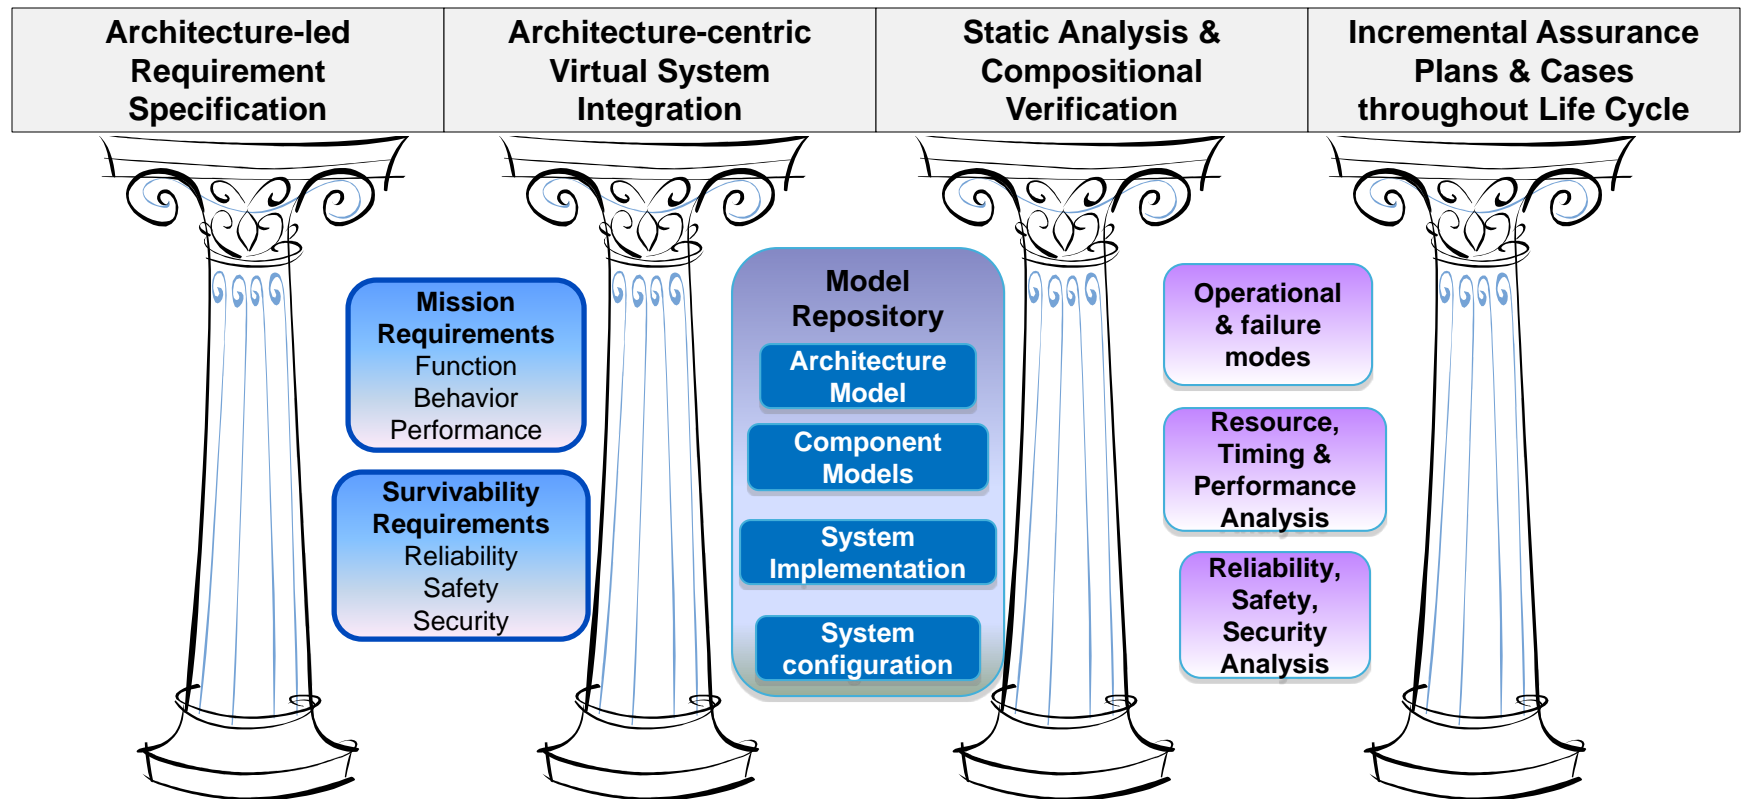 Architecture-led
Requirement
Specification
Architecture-centric
Virtual System
Integration
Static Analysis &
Compositional
Verification
Incremental Assurance
Plans & Cases
throughout Life Cycle
Mission
Requirements
Function
Behavior
Performance
Survivability
Requirements
Reliability
Safety
Security
Model
Repository
Architecture
Model
Component
Models
System
Implementation
System
configuration
Operational
& failure
modes
Resource,
Timing &
Performance
Analysis
Reliability,
Safety,
Security
Analysis